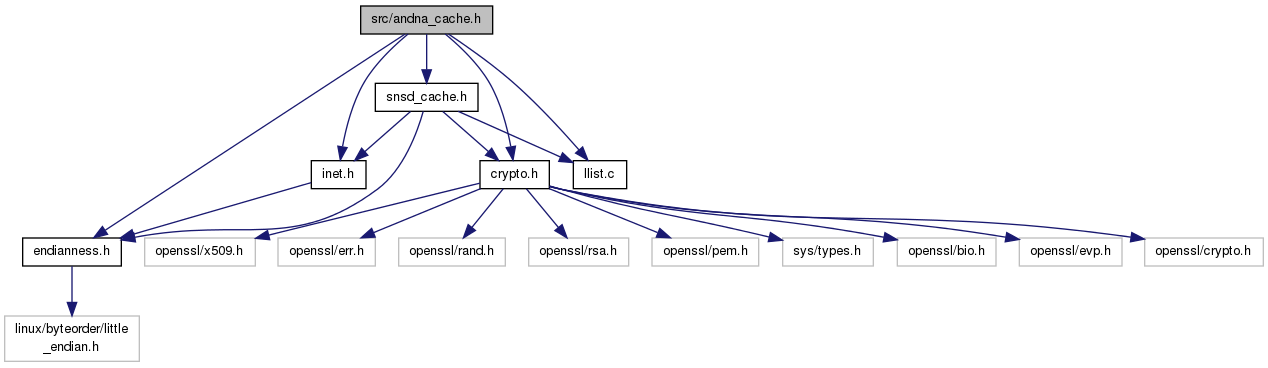 src/andna_cache.h
snsd_cache.h
inet.h
crypto.h
llist.c
endianness.h
openssl/x509.h
openssl/err.h
openssl/rand.h
openssl/rsa.h
openssl/pem.h
sys/types.h
openssl/bio.h
openssl/evp.h
openssl/crypto.h
linux/byteorder/little
_endian.h